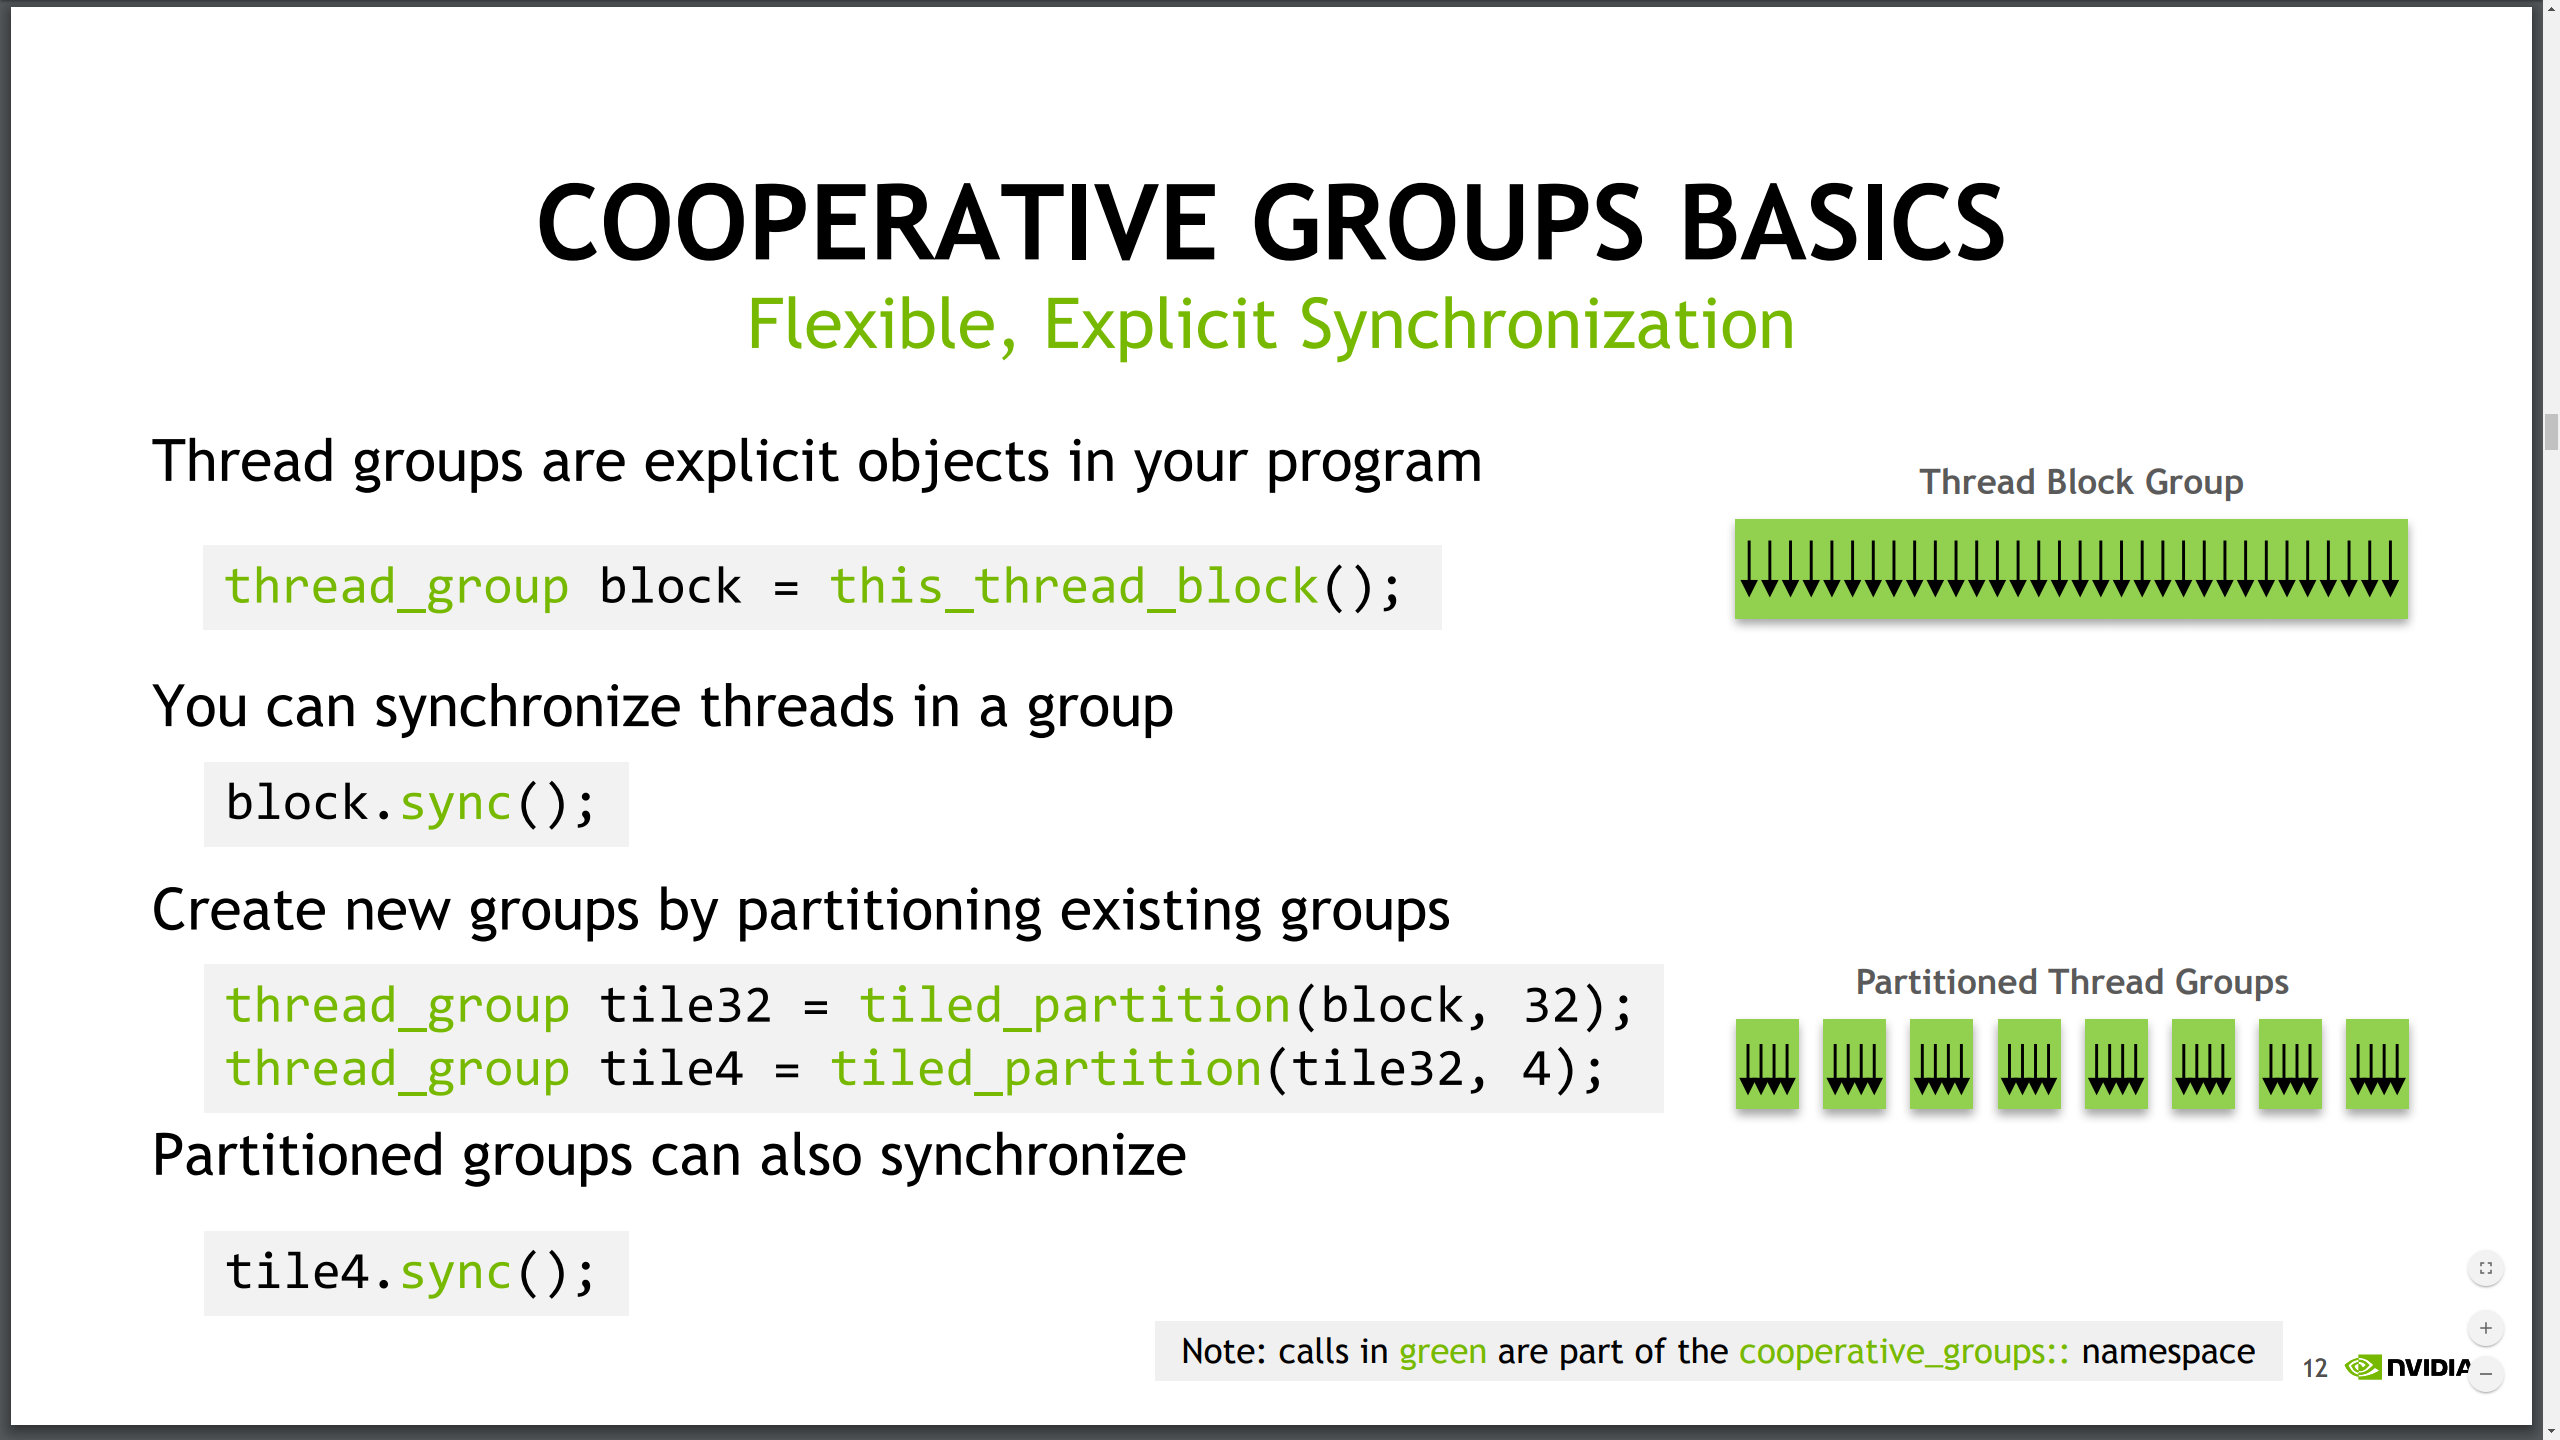 COOPERATIVE GROUPS BASICS
Flexible, Explicit Synchronization
Thread groups are explicit objects in your program
thread_group block = this_thread_block();
Thread Block Group
You can synchronize threads in a group
block.sync();
Create new groups by partitioning existing groups
thread_group tile32 = tiled_partition(block, 32);
thread_group tile4 = tiled_partition(tile32, 4);
Partitioned Thread Groups
Partitioned groups can also synchronize
tile4.sync();
Note: calls in green are part of the cooperative_groups:: namespace
12
NVIDIA